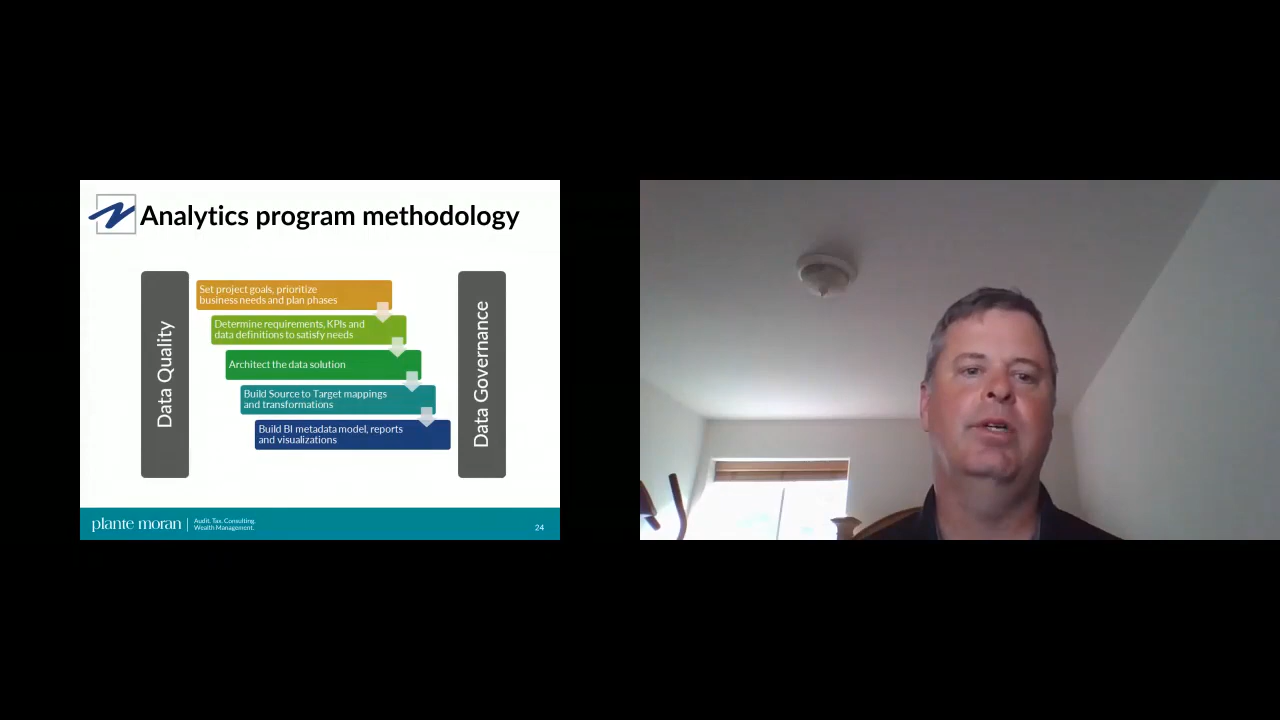 Analytics program methodology
Data Quality
Set project goals, prioritize
business needs and plan phases
Determine requirements, KPIs and
data definitions to satisfy needs
Architect the data solution
Build Source to Target mappings
and transformations
Build BI metadata model, reports
and visualizations
Data Governance
plante moran
Audit. Tax. Consulting.
Wealth Management.
24